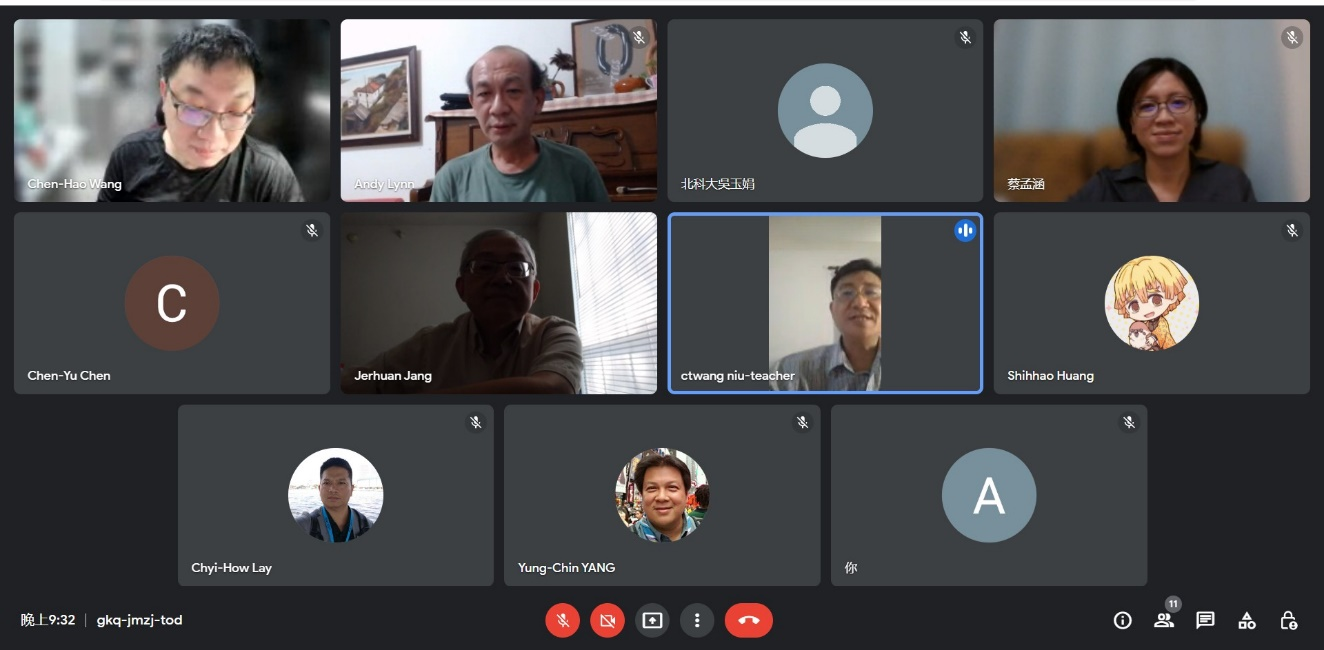 Chen-Hao Wang
Andy Lynn
北科大吳玉娟
蔡孟涵
C
Chen-Yu Chen
Jerhuan Jang
ctwang niu-teacher
Shihhao Huang
Chyi-How Lay
Yung-Chin YANG
A
你
晚上9:32 | gkq-jmzj-tod
11